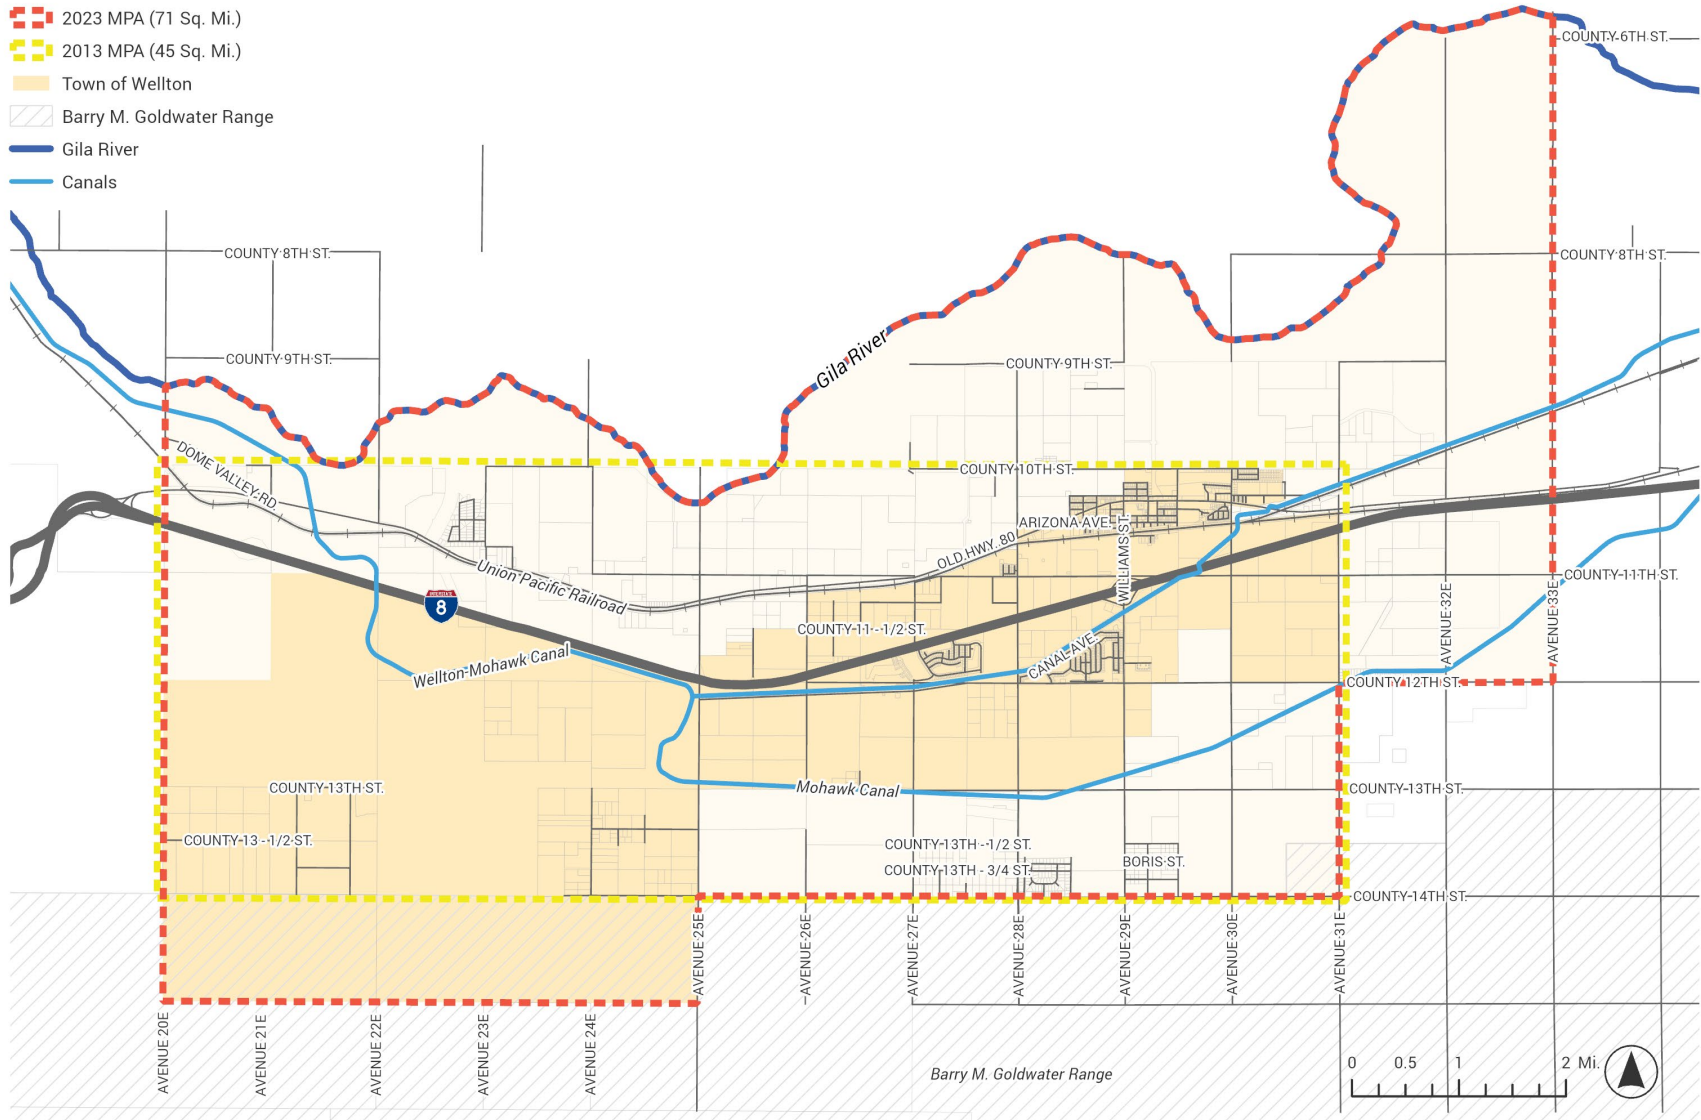 2023 MPA (71 Sq. Mi.)
2013 MPA (45 Sq. Mi.)
Town of Wellton
Barry M. Goldwater Range
Gila River
Canals
COUNTY 6TH ST.
COUNTY 8TH ST.
COUNTY 8TH ST.
COUNTY 9TH ST.
COUNTY 9TH ST.
Gila River
DOME VALLEY RD.
COUNTY 10TH ST.
ARIZONA AVE.
OLD HWY. 80
WILLIAMS ST.
Union Pacific Railroad
8
COUNTY 11TH ST.
COUNTY 11 - 1/2 ST.
AVENUE 32E
AVENUE 33E
CANAL AVE.
Wellton-Mohawk Canal
COUNTY 12TH ST.
COUNTY 13TH ST.
Mohawk Canal
COUNTY 13TH ST.
COUNTY 13 - 1/2 ST.
COUNTY 13TH - 1/2 ST.
COUNTY 13TH - 3/4 ST.
BORIS ST.
COUNTY 14TH ST.
AVENUE 25E
AVENUE 26E
AVENUE 27E
AVENUE 28E
AVENUE 29E
AVENUE 30E
AVENUE 31E
AVENUE 20E
AVENUE 21E
AVENUE 22E
AVENUE 23E
AVENUE 24E
Barry M. Goldwater Range
0 0.5 1 2 Mi.